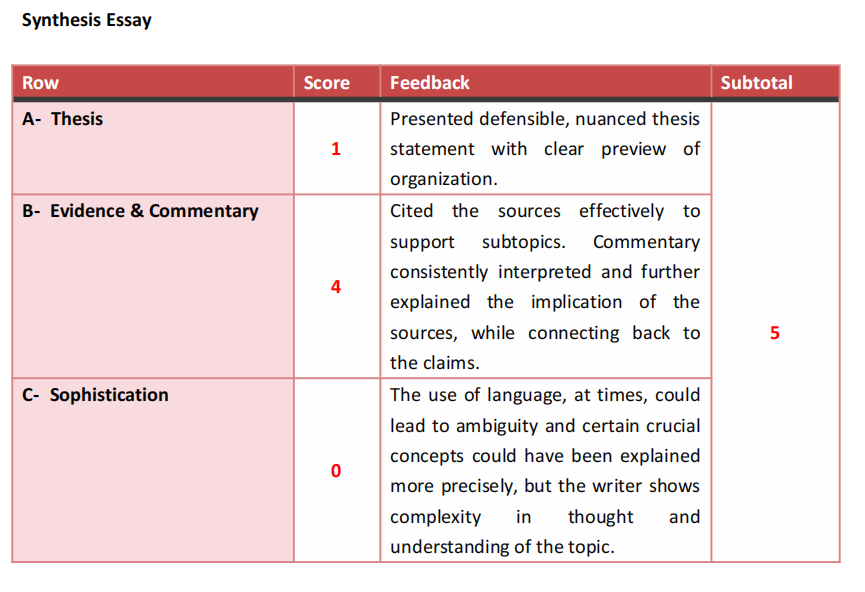 Synthesis Essay
Row Score Feedback Subtotal
A- Thesis
1
Presented defensible, nuanced thesis
statement with clear preview of
organization.
B- Evidence & Commentary
4
Cited the sources effectively to
support subtopics. Commentary
consistently interpreted and further
explained the implication of the
sources, while connecting back to
the claims.
5
C- Sophistication
0
The use of language, at times, could
lead to ambiguity and certain crucial
concepts could have been explained
more precisely, but the writer shows
complexity in thought and
understanding of the topic.